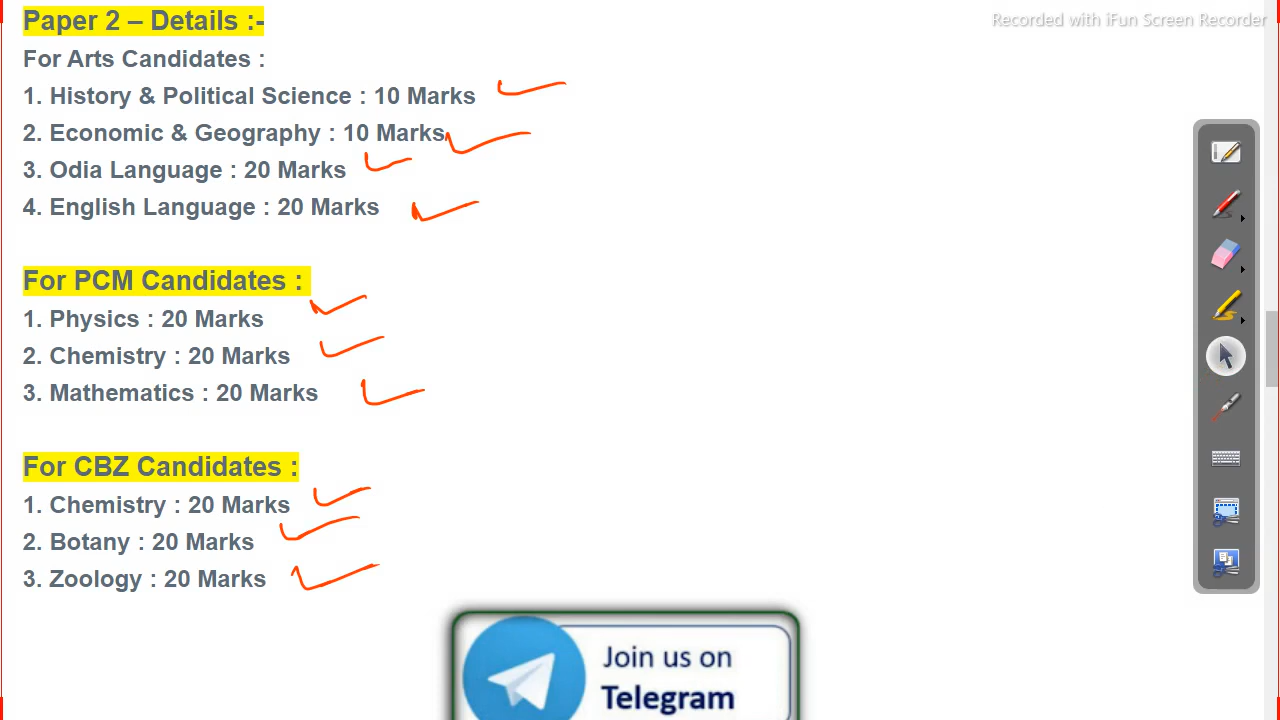 Paper 2 – Details :-
Recorded with iFun Screen Recorder
For Arts Candidates :
1. History & Political Science : 10 Marks
2. Economic & Geography : 10 Marks
3. Odia Language : 20 Marks
4. English Language : 20 Marks
For PCM Candidates :
1. Physics : 20 Marks
2. Chemistry : 20 Marks
3. Mathematics : 20 Marks
For CBZ Candidates :
1. Chemistry : 20 Marks
2. Botany : 20 Marks
3. Zoology : 20 Marks
Join us on
Telegram